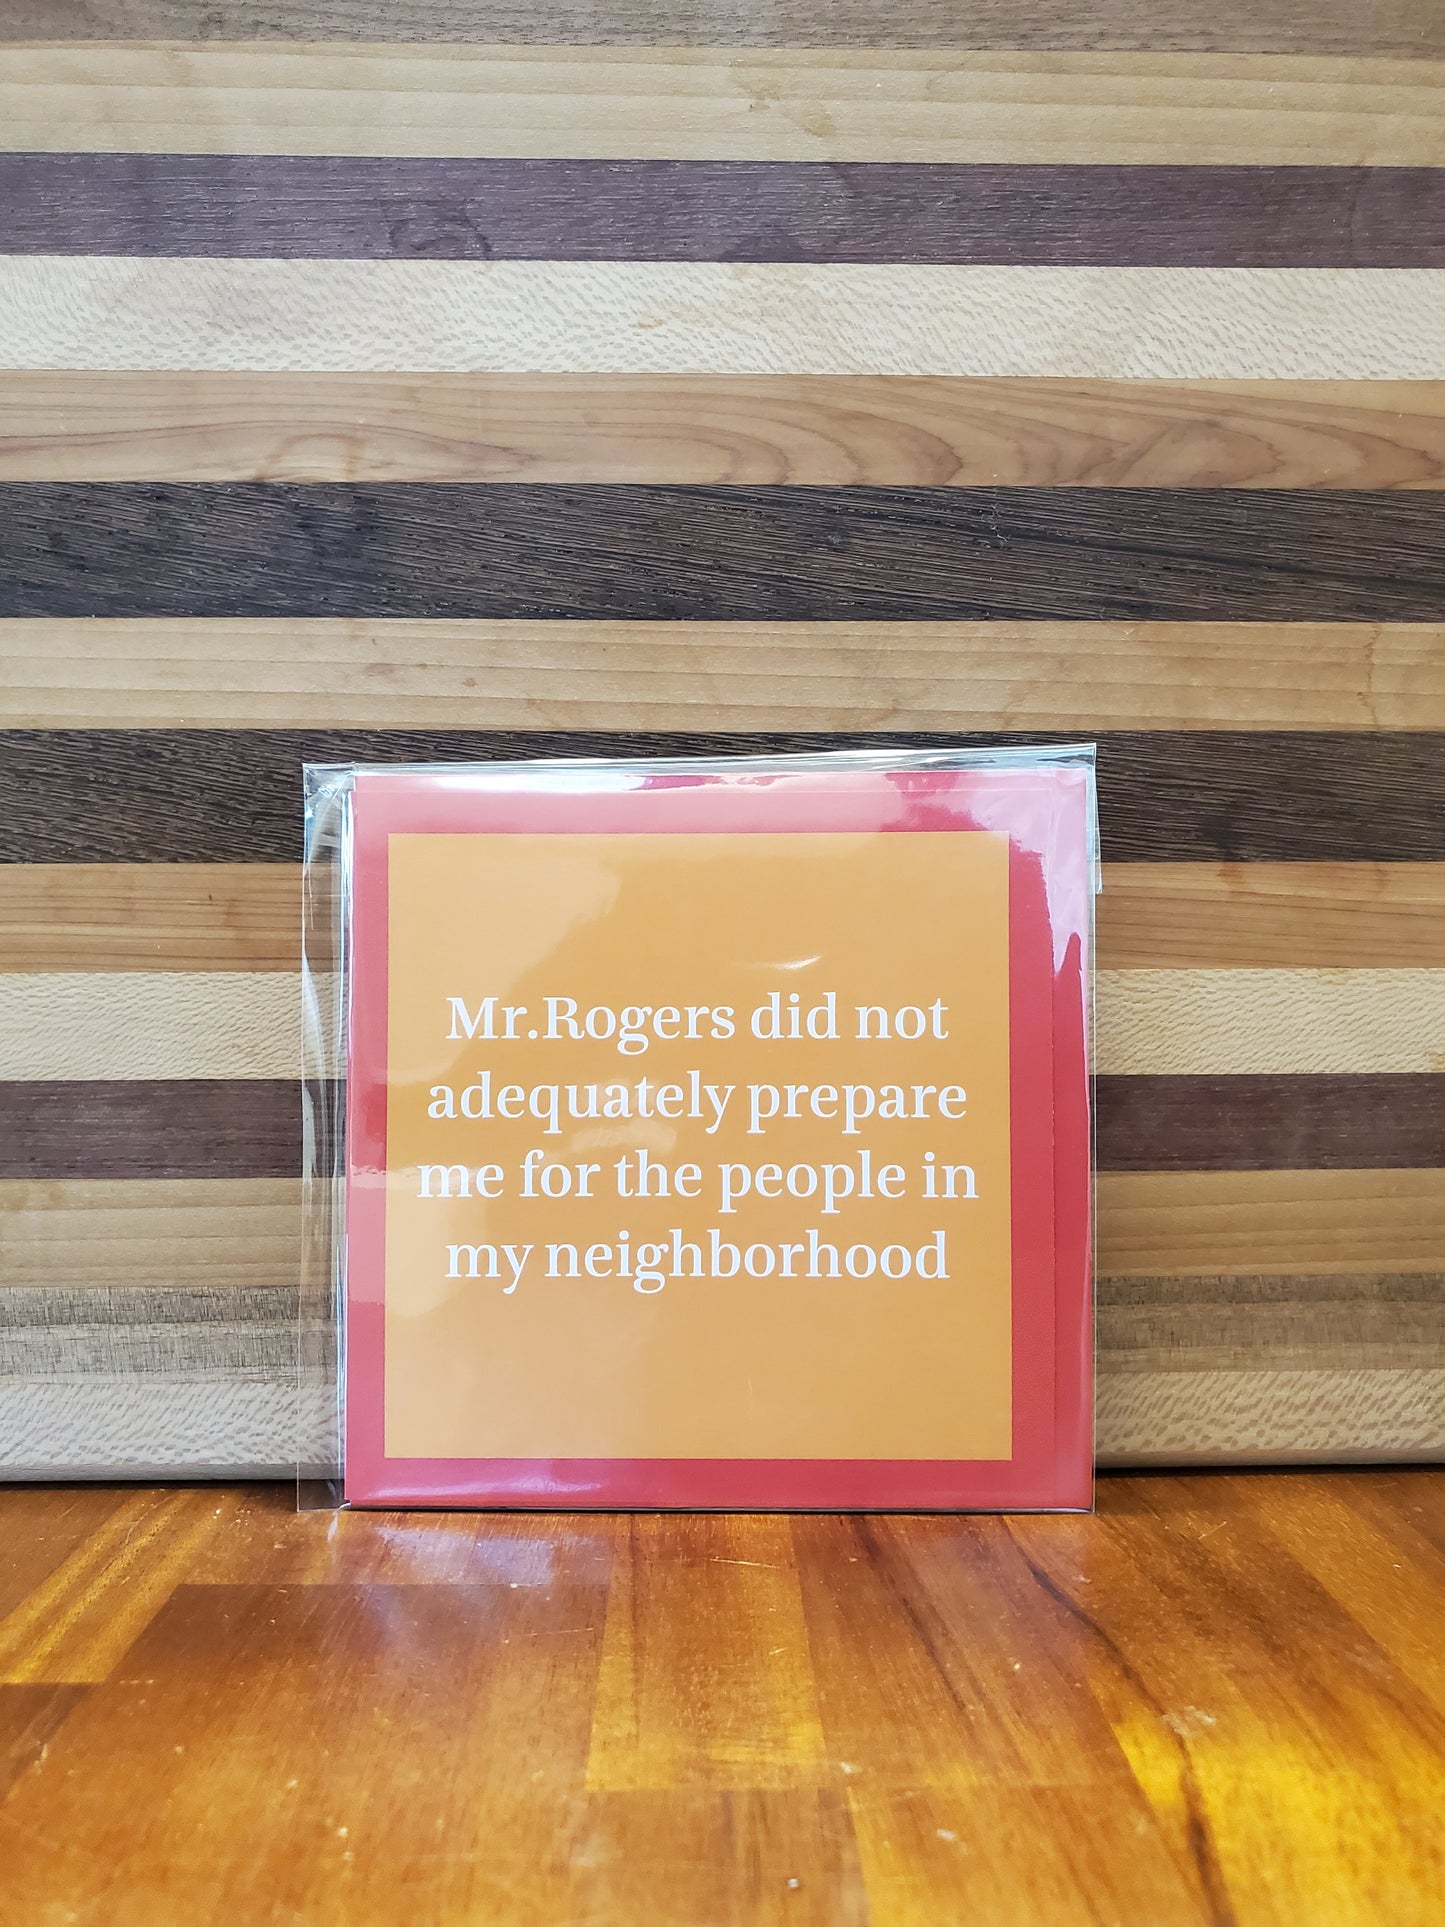 Mr.Rogers did not
adequately prepare
me for the people in
my neighborhood